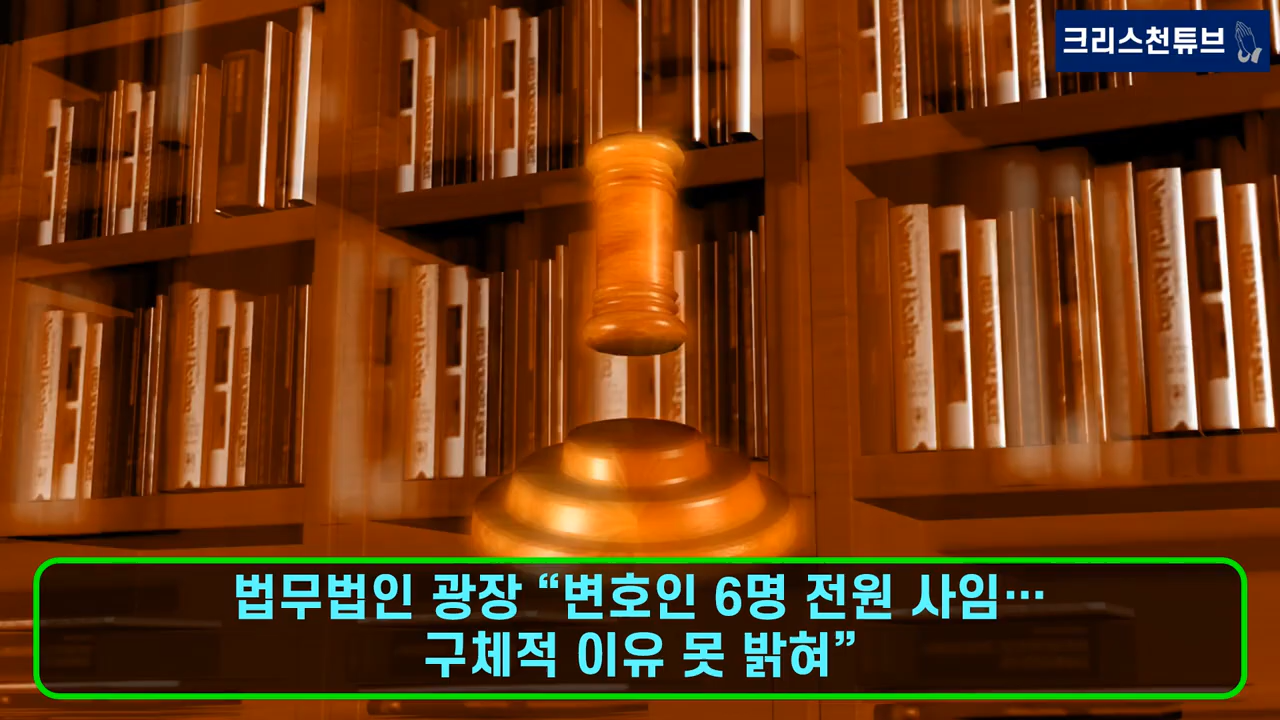 크리스천튜브
법무법인 광장 “변호인 6명 전원 사임…
구체적 이유 못 밝혀”